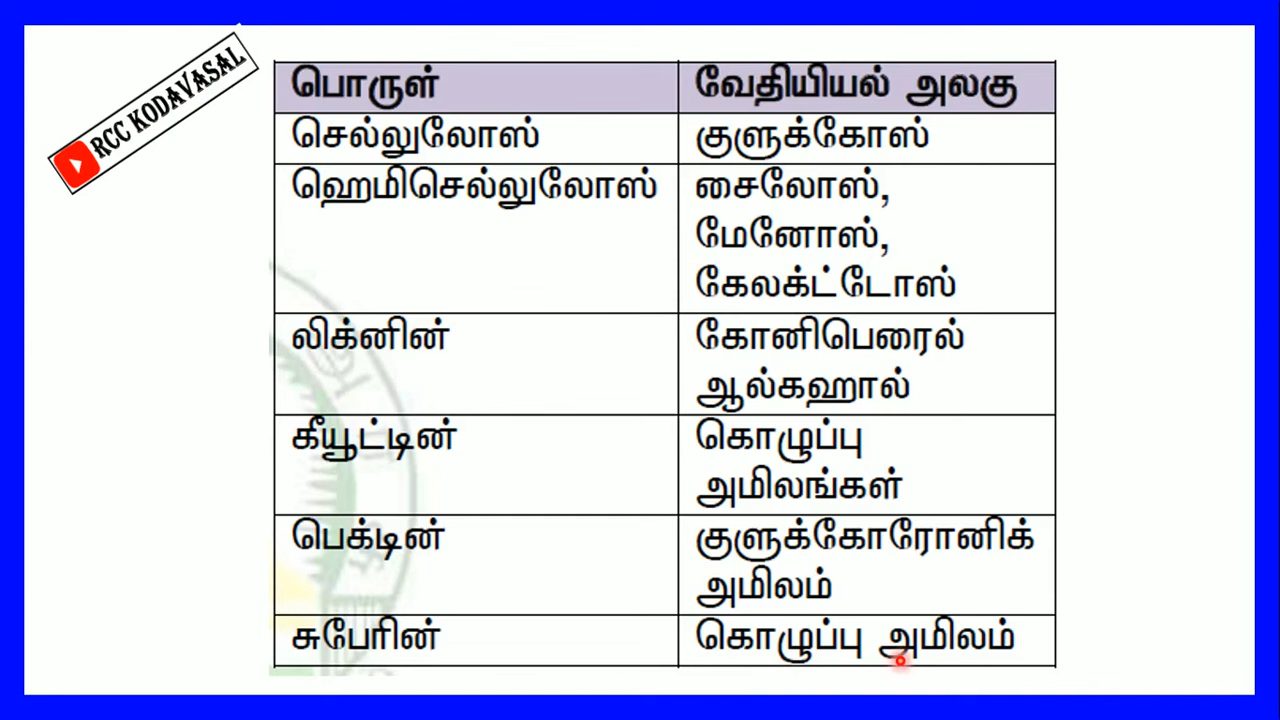 RCC KODAVASAL
பொருள் வேதியியல் அலகு
செல்லுலோஸ் குளுக்கோஸ்
ஹெமிசெல்லுலோஸ் சைலோஸ்,
மேனோஸ்,
கேலக்ட்டோஸ்
லிக்னின் கோனிபெரைல்
ஆல்கஹால்
கீயூட்டின் கொழுப்பு
அமிலங்கள்
பெக்டின் குளுக்கோரோனிக்
அமிலம்
சுபேரின் கொழுப்பு அமிலம்